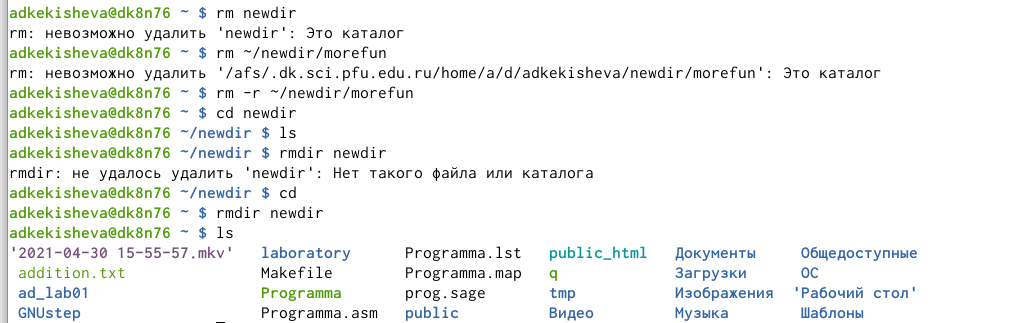 adkekisheva@dk8n76 ~ $ rm newdir
rm: невозможно удалить 'newdir': Это каталог
adkekisheva@dk8n76 ~ $ rm ~/newdir/morefun
rm: невозможно удалить '/afs/.dk.sci.pfu.edu.ru/home/a/d/adkekisheva/newdir/morefun': Это каталог
adkekisheva@dk8n76 ~ $ rm -r ~/newdir/morefun
adkekisheva@dk8n76 ~ $ cd newdir
adkekisheva@dk8n76 ~/newdir $ ls
adkekisheva@dk8n76 ~/newdir $ rmdir newdir
rmdir: не удалось удалить 'newdir': Нет такого файла или каталога
adkekisheva@dk8n76 ~/newdir $ cd
adkekisheva@dk8n76 ~ $ rmdir newdir
adkekisheva@dk8n76 ~ $ ls
'2021-04-30 15-55-57.mkv' laboratory Programma.lst public_html Документы Общедоступные
addition.txt Makefile Programma.map q Загрузки ОС
ad_lab01 Programma prog.sage tmp Изображения 'Рабочий стол'
GNUstep Programma.asm public Видео Музыка Шаблоны